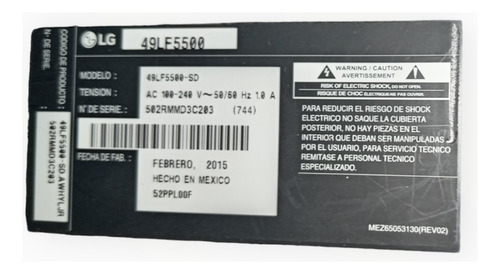 LG 49LF5500
MODELO : 49LF5500-SD
TENSION : AC 100-240 V~50/60 Hz 1.0 A
N° DE SERIE. : 502RMMD3C203 (744)
FECHA DE FAB. : FEBRERO, 2015
HECHO EN MEXICO
52PPL00F
WARNING / CAUTION
AVERTISSEMENT
RISK OF ELECTRIC SHOCK, DO NOT OPEN.
RISQUE DE CHOC ELECTRIQUE-NE PAS OUVRIR.
PARA REDUCIR EL RIESGO DE SHOCK
ELECTRICO NO SAQUE LA CUBIERTA
POSTERIOR, NO HAY PIEZAS EN EL
INTERIOR QUE DEBAN SER MANIPULADAS
POR EL USUARIO, PARA SERVICIO TECNICO
REMITASE A PERSONAL TECNICO
ESPECIALIZADO.
MEZ65053130(REV02)
CODIGO DE PRODUCTO : 49LF5500-SD.AWHYLJR
N° DE SERIE. : 502RMMD3C203